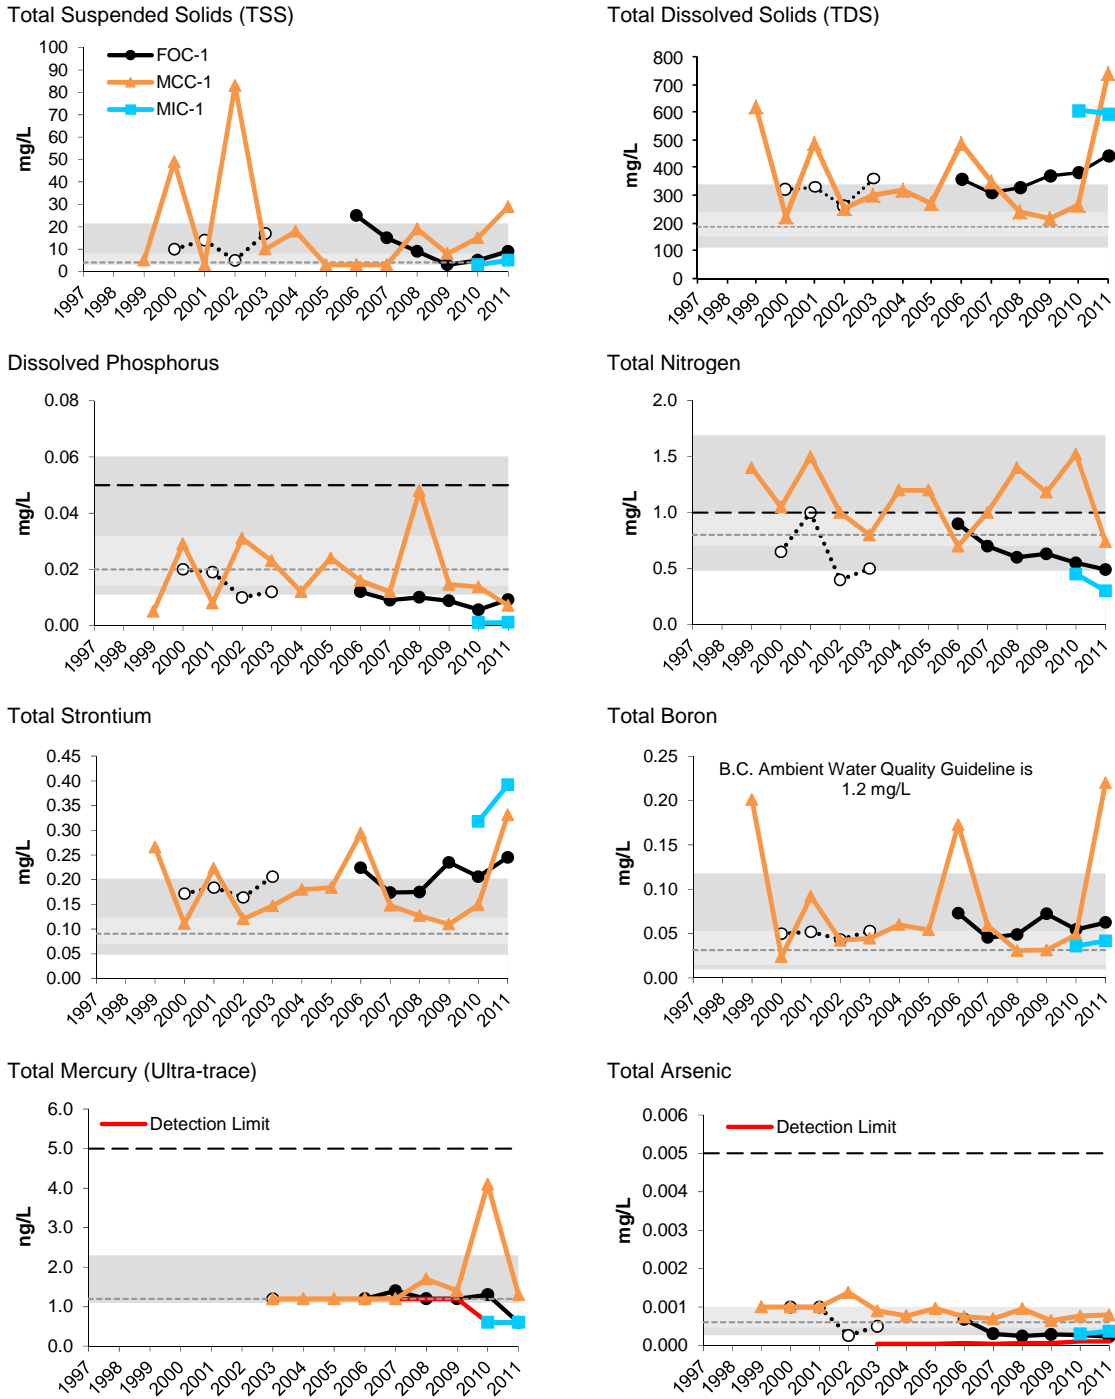 Total Suspended Solids (TSS)
100
90
80
70
60
50
40
30
20
10
0
mg/L
FOC-1
MCC-1
MIC-1
1997 1998 1999 2000 2001 2002 2003 2004 2005 2006 2007 2008 2009 2010 2011
Total Dissolved Solids (TDS)
800
700
600
500
400
300
200
100
0
mg/L
1997 1998 1999 2000 2001 2002 2003 2004 2005 2006 2007 2008 2009 2010 2011
Dissolved Phosphorus
0.08
0.06
0.04
0.02
0.00
mg/L
1997 1998 1999 2000 2001 2002 2003 2004 2005 2006 2007 2008 2009 2010 2011
Total Nitrogen
2.0
1.5
1.0
0.5
0.0
mg/L
1997 1998 1999 2000 2001 2002 2003 2004 2005 2006 2007 2008 2009 2010 2011
Total Strontium
0.45
0.40
0.35
0.30
0.25
0.20
0.15
0.10
0.05
0.00
mg/L
1997 1998 1999 2000 2001 2002 2003 2004 2005 2006 2007 2008 2009 2010 2011
Total Boron
0.25
0.20
0.15
0.10
0.05
0.00
mg/L
B.C. Ambient Water Quality Guideline is
1.2 mg/L
1997 1998 1999 2000 2001 2002 2003 2004 2005 2006 2007 2008 2009 2010 2011
Total Mercury (Ultra-trace)
6.0
5.0
4.0
3.0
2.0
1.0
0.0
ng/L
Detection Limit
1997 1998 1999 2000 2001 2002 2003 2004 2005 2006 2007 2008 2009 2010 2011
Total Arsenic
0.006
0.005
0.004
0.003
0.002
0.001
0.000
mg/L
Detection Limit
1997 1998 1999 2000 2001 2002 2003 2004 2005 2006 2007 2008 2009 2010 2011